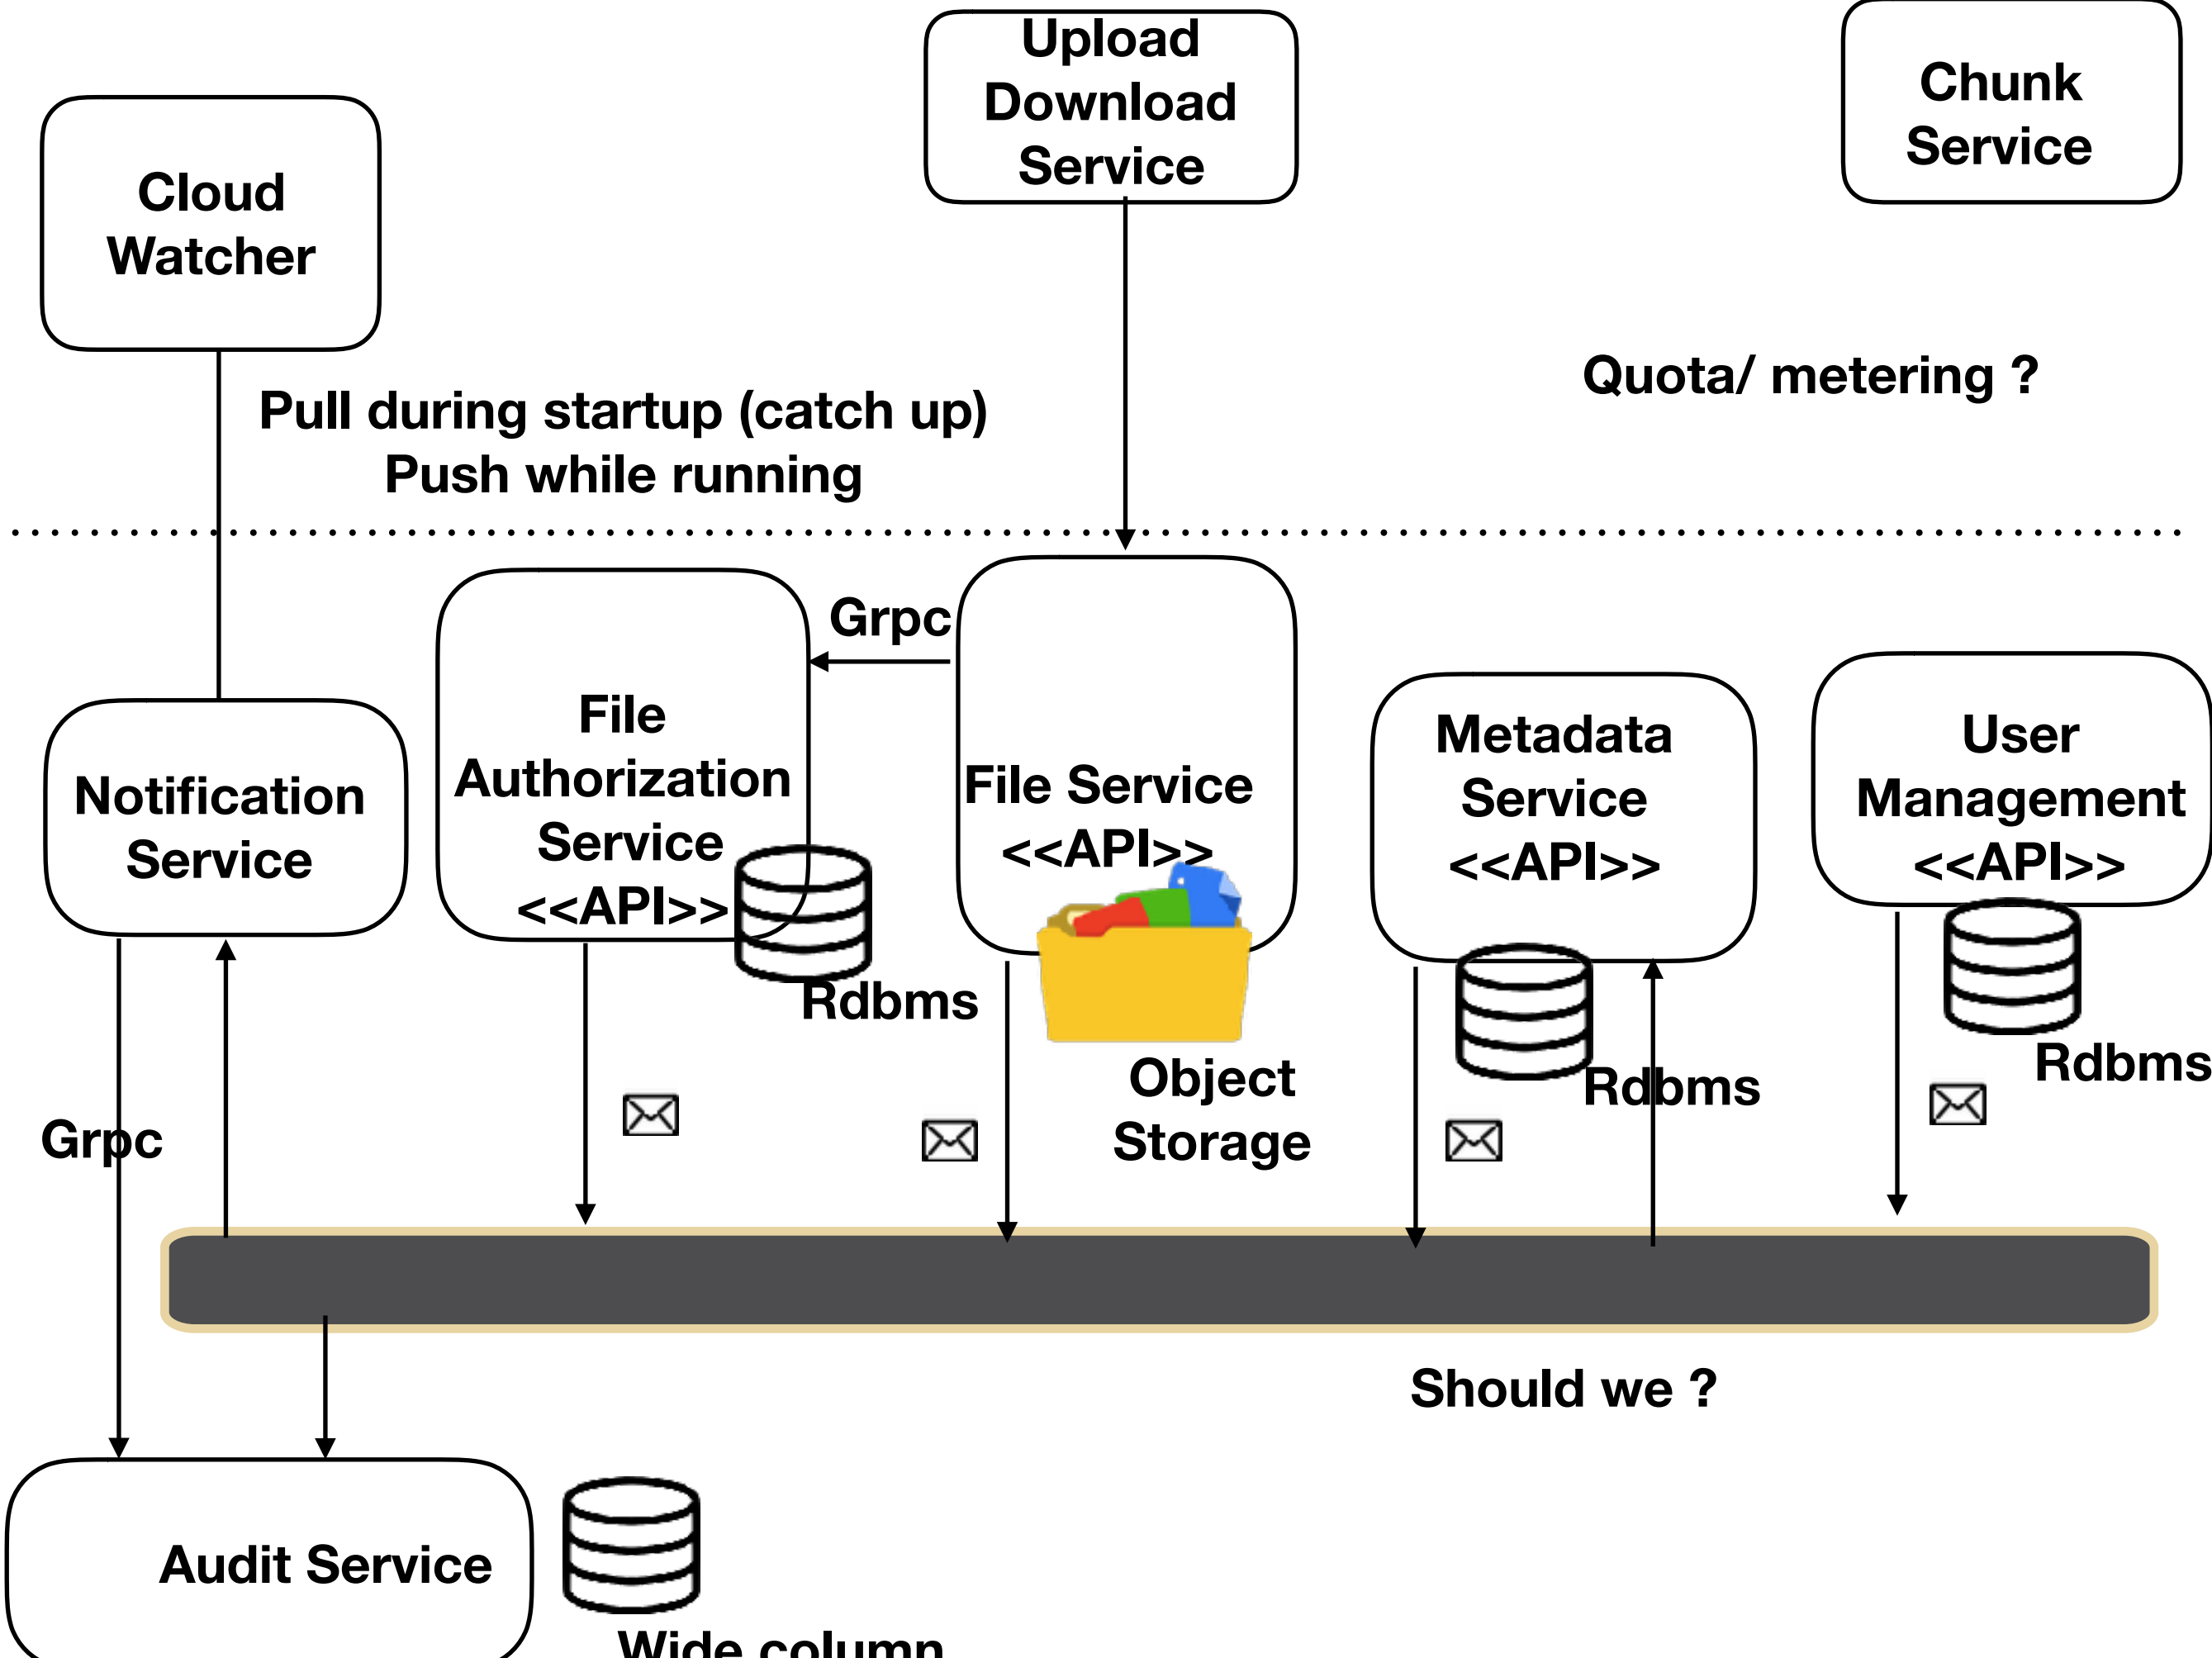 Upload
Download
Service
Chunk
Service
Cloud
Watcher
Quota/ metering ?
Pull during startup (catch up)
Push while running
Grpc
File
Authorization
Service
<<API>>
File Service
<<API>>
Metadata
Service
<<API>>
User
Management
<<API>>
Notification
Service
Rdbms
Object
Storage
Rdbms
Rdbms
Grpc
Should we ?
Audit Service
Wide column